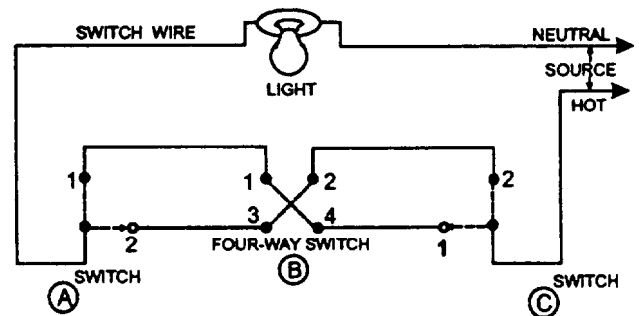 SWITCH WIRE
LIGHT
NEUTRAL
SOURCE
HOT
1
1
2
2
2
3
4
1
FOUR-WAY SWITCH
SWITCH
A
B
SWITCH
C